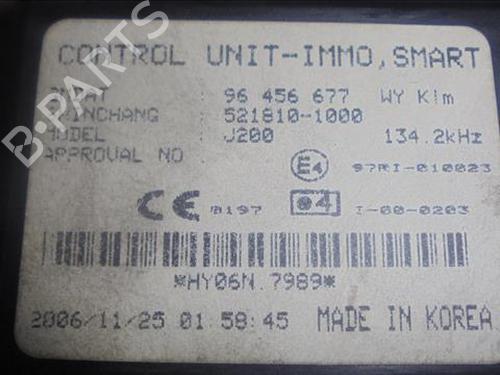 CONTROL UNIT-IMMO, SMART
96 456 677 WY Kim
521810-1000
MODEL J200 134.2kHz
APPROVAL NO E4 97RI-010023
CE 0197 e4 I-00-0203
*HY06N.7989*
2006/11/25 01:58:45 MADE IN KOREA
B-PARTS